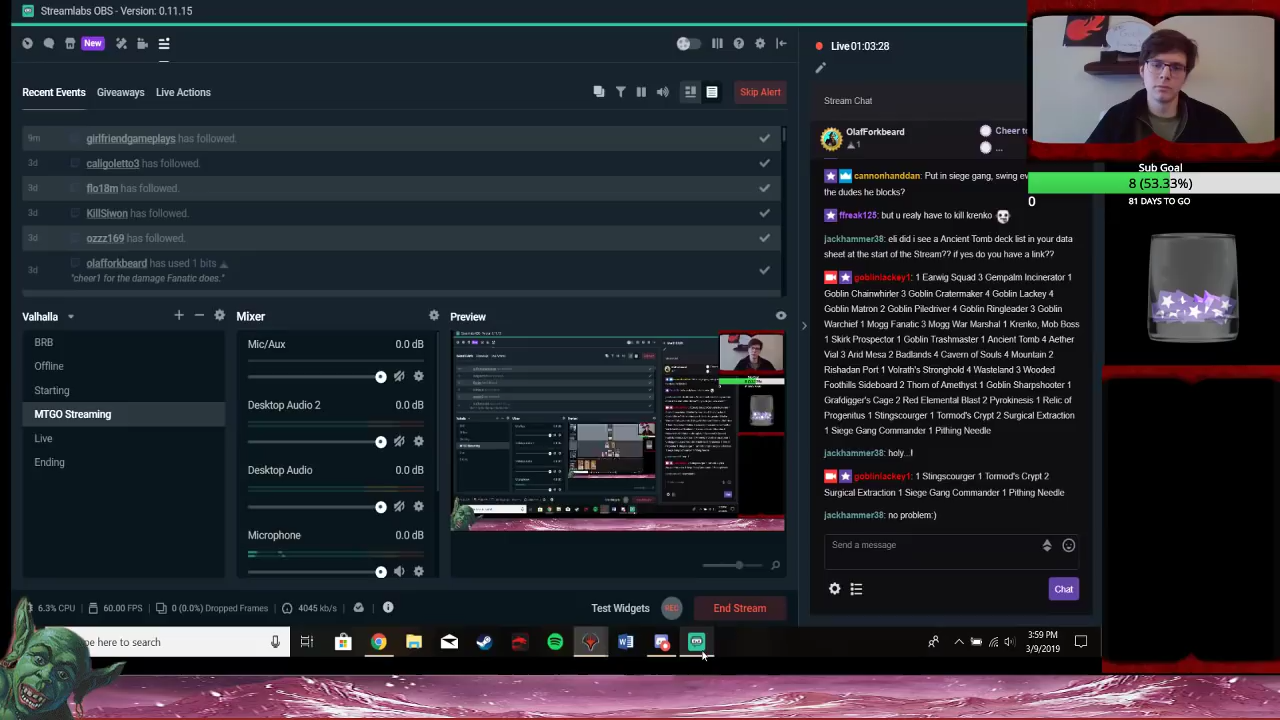 Streamlabs OBS - Version: 0.11.15
New
Live 01:03:28
Recent Events
Giveaways
Live Actions
Skip Alert
Stream Chat
9m girlfriendgameplays has followed.
3d caligoletto3 has followed.
3d flo18m has followed.
3d KillSiwon has followed.
3d ozzz169 has followed.
3d olafforkbeard has used 1 bits
"cheer1 for the damage Fanatic does."
OlafForkbeard
1
Cheer to
...
cannonhanddan: Put in siege gang, swing
the dudes he blocks?
ffreak125: but u realy have to kill krenko
jackhammer38: eli did i see a Ancient Tomb deck list in your data
sheet at the start of the Stream?? if yes do you have a link??
goblinlackey1: 1 Earwig Squad 3 Gempalm Incinerator 1
Goblin Chainwhirler 3 Goblin Cratermaker 4 Goblin Lackey 4
Goblin Matron 2 Goblin Piledriver 4 Goblin Ringleader 3 Goblin
Warchief 1 Mogg Fanatic 3 Mogg War Marshal 1 Krenko, Mob Boss
1 Skirk Prospector 1 Goblin Trashmaster 1 Ancient Tomb 4 Aether
Vial 3 Arid Mesa 2 Badlands 4 Cavern of Souls 4 Mountain 2
Rishadan Port 1 Volrath's Stronghold 4 Wasteland 3 Wooded
Foothills Sideboard 2 Thorn of Amethyst 1 Goblin Sharpshooter 1
Grafdigger's Cage 2 Red Elemental Blast 2 Pyrokinesis 1 Relic of
Progenitus 1 Stingscourger 1 Tormod's Crypt 2 Surgical Extraction
1 Siege Gang Commander 1 Pithing Needle
jackhammer38: holy...!
goblinlackey1: 1 Stingscourger 1 Tormod's Crypt 2
Surgical Extraction 1 Siege Gang Commander 1 Pithing Needle
jackhammer38: no problem:)
Send a message
Chat
Sub Goal
8 (53.33%)
0
81 DAYS TO GO
Valhalla
BRB
Offline
Starting
MTGO Streaming
Live
Ending
Mixer
Mic/Aux 0.0 dB
Desktop Audio 2 0.0 dB
Desktop Audio 0.0 dB
Microphone 0.0 dB
Preview
6.3% CPU
60.00 FPS
0 (0.0%) Dropped Frames
4045 kb/s
Test Widgets
REC
End Stream
here to search
3:59 PM
3/9/2019